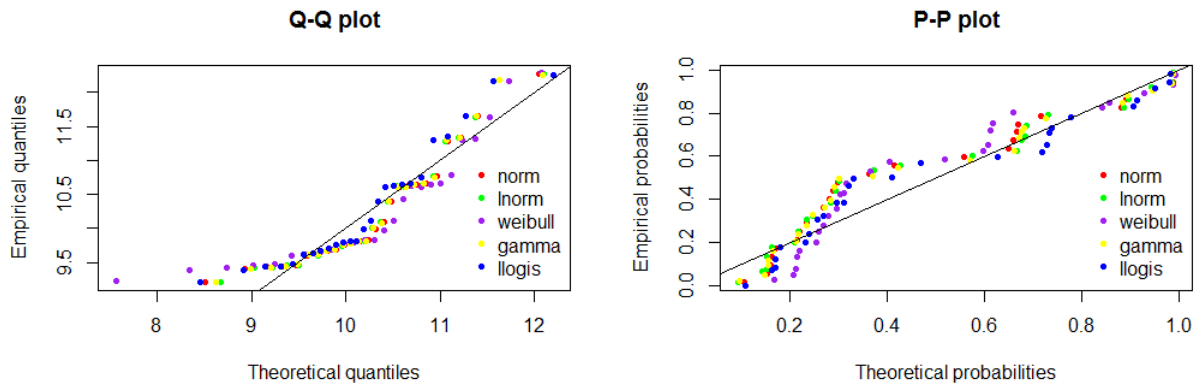 Q-Q plot
Empirical quantiles
9.5 10.5 11.5
8 9 10 11 12
Theoretical quantiles
norm
lnorm
weibull
gamma
llogis
P-P plot
Empirical probabilities
0.0 0.2 0.4 0.6 0.8 1.0
0.2 0.4 0.6 0.8 1.0
Theoretical probabilities
norm
lnorm
weibull
gamma
llogis